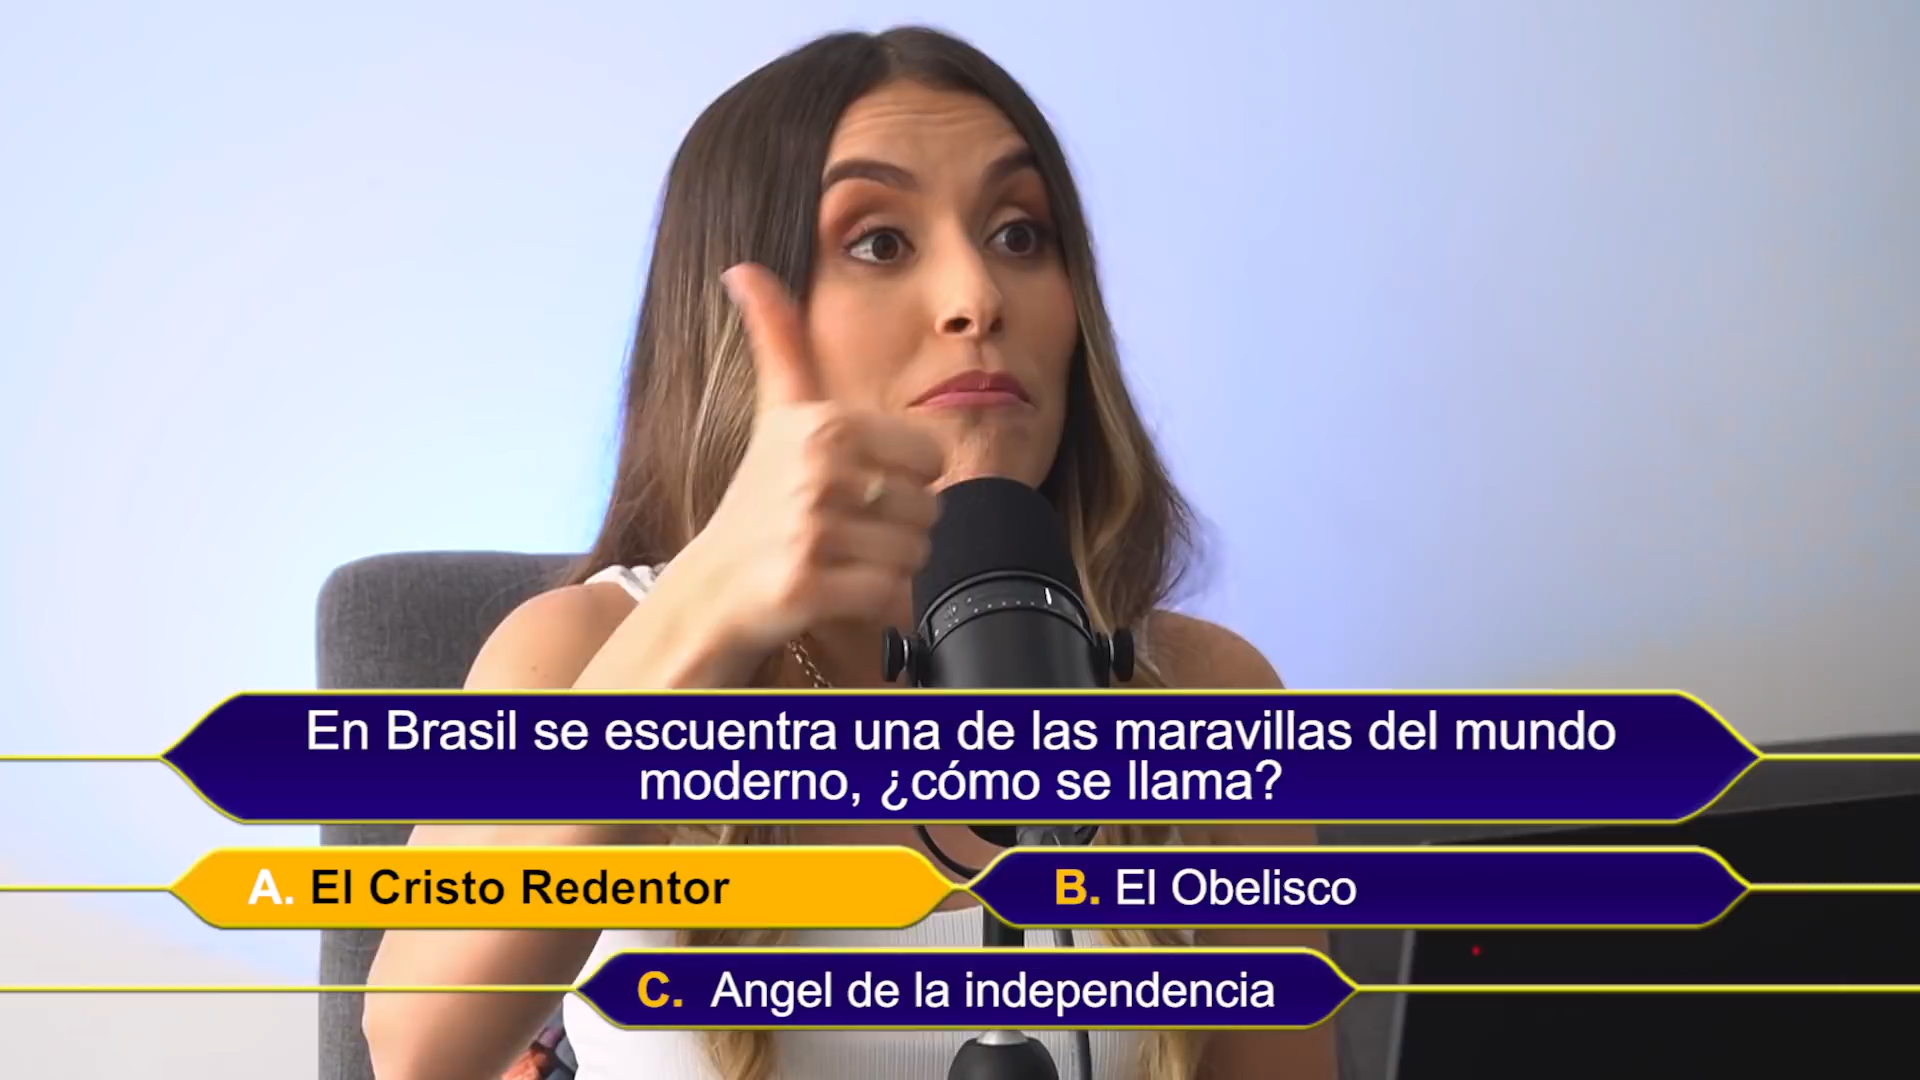 En Brasil se escuentra una de las maravillas del mundo
moderno, ¿cómo se llama?
A. El Cristo Redentor
B. El Obelisco
C. Angel de la independencia